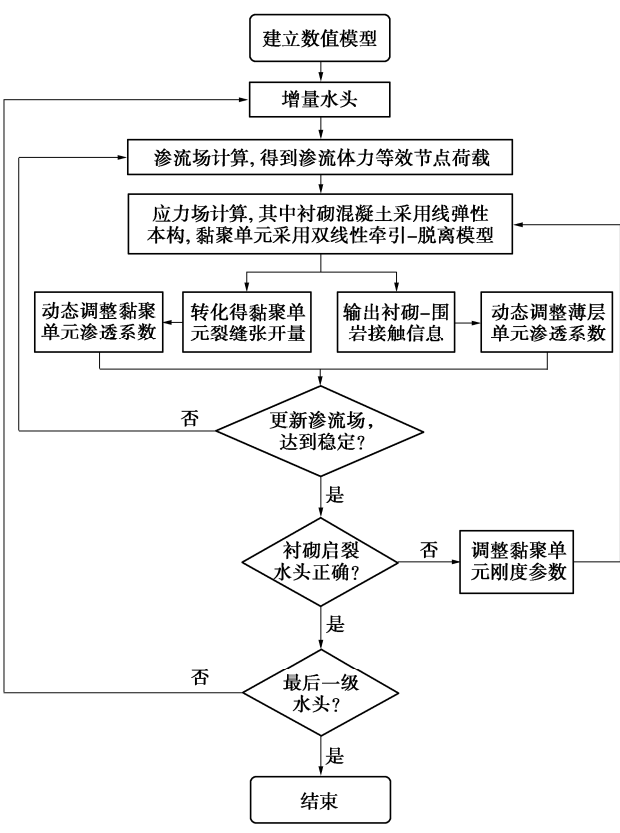 建立数值模型
增量水头
渗流场计算，得到渗流体力等效节点荷载
应力场计算，其中衬砌混凝土采用线弹性
本构，黏聚单元采用双线性牵引-脱离模型
动态调整黏聚
单元渗透系数
转化得黏聚单
元裂缝张开量
输出衬砌-围
岩接触信息
动态调整薄层
单元渗透系数
否
更新渗流场，
达到稳定？
是
衬砌启裂
水头正确？
否
调整黏聚单
元刚度参数
是
否
最后一级
水头？
是
结束